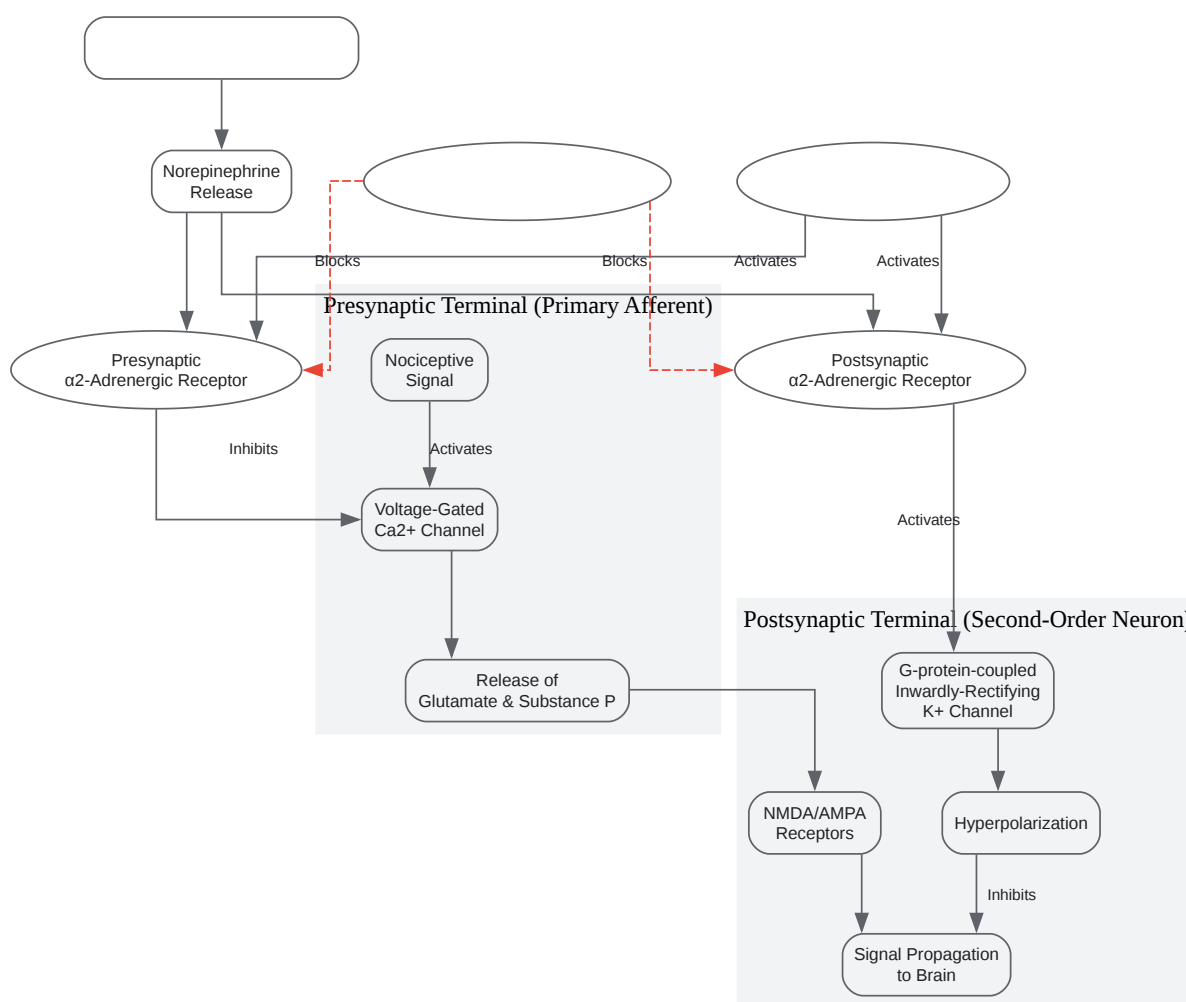 Norepinephrine
Release
Blocks
Blocks
Activates
Activates
Presynaptic Terminal (Primary Afferent)
Presynaptic
α2-Adrenergic Receptor
Nociceptive
Signal
Postsynaptic
α2-Adrenergic Receptor
Inhibits
Activates
Voltage-Gated
Ca2+ Channel
Activates
Postsynaptic Terminal (Second-Order Neuron)
Release of
Glutamate & Substance P
G-protein-coupled
Inwardly-Rectifying
K+ Channel
NMDA/AMPA
Receptors
Hyperpolarization
Inhibits
Signal Propagation
to Brain